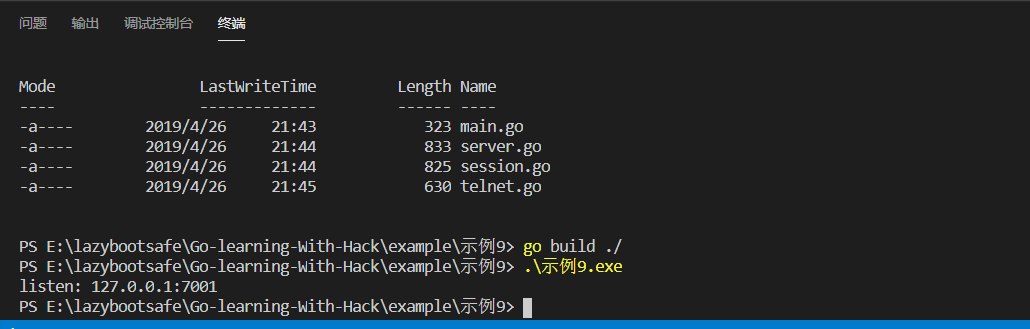 问题 输出 调试控制台 终端
Mode LastWriteTime Length Name
---- ------------- ------ ----
-a---- 2019/4/26 21:43 323 main.go
-a---- 2019/4/26 21:44 833 server.go
-a---- 2019/4/26 21:44 825 session.go
-a---- 2019/4/26 21:45 630 telnet.go
PS E:\lazybootsafe\Go-learning-With-Hack\example\示例9> go build ./
PS E:\lazybootsafe\Go-learning-With-Hack\example\示例9> .\示例9.exe
listen: 127.0.0.1:7001
PS E:\lazybootsafe\Go-learning-With-Hack\example\示例9>